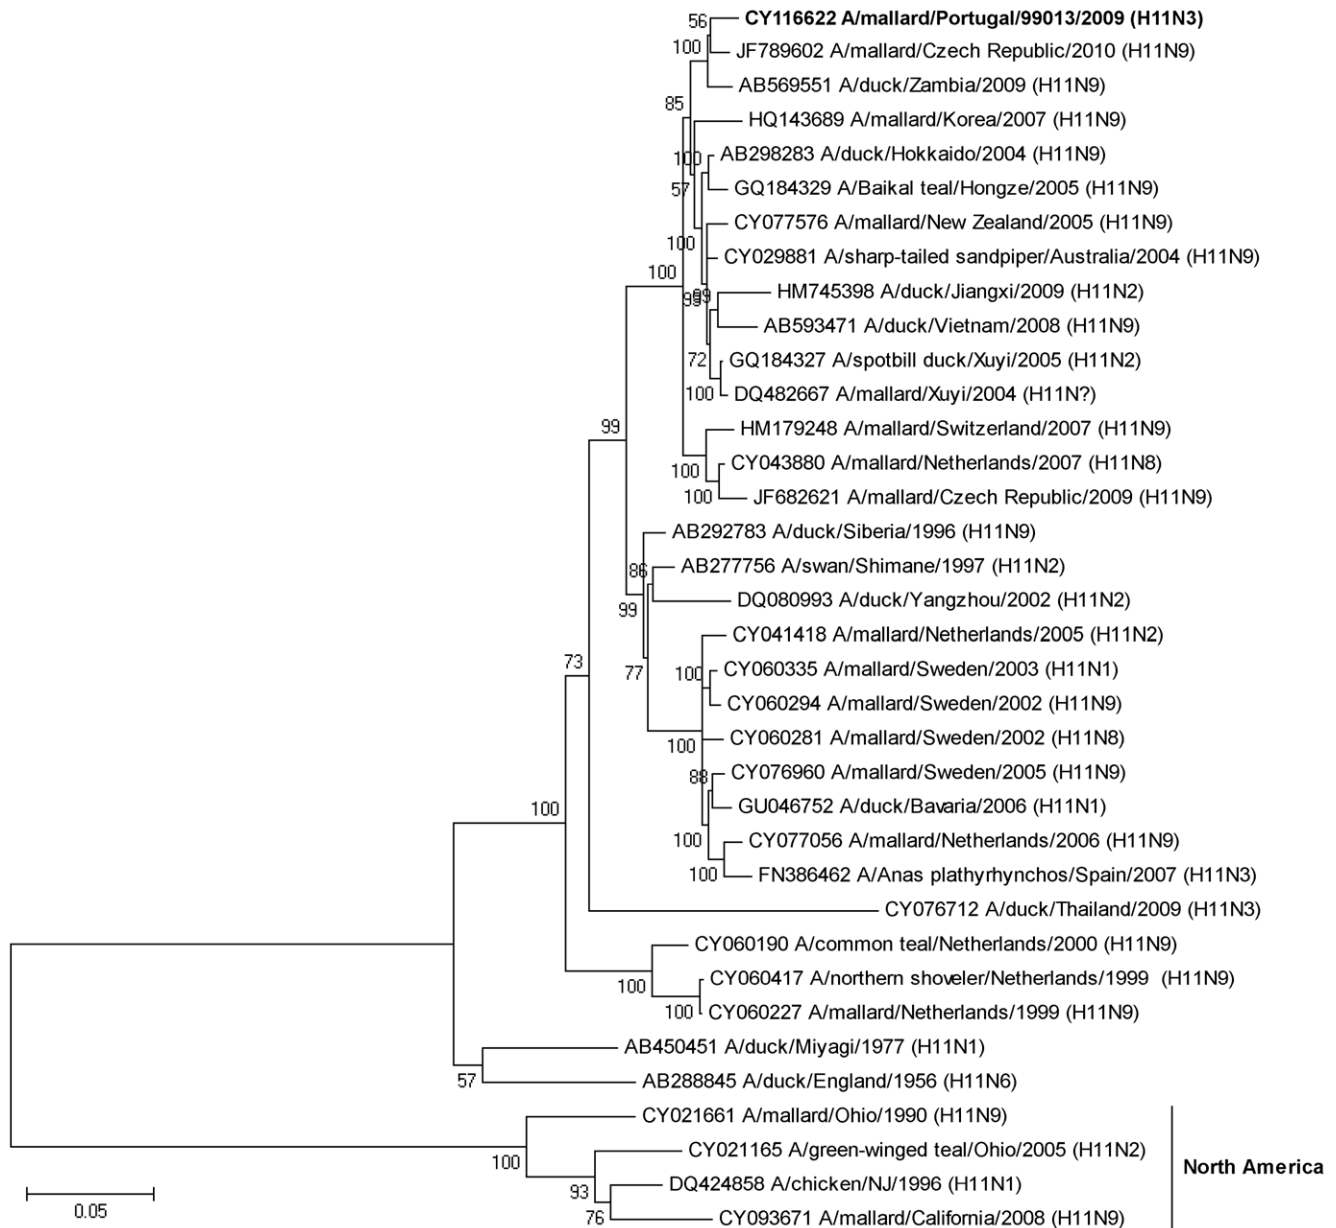 56 CY116622 A/mallard/Portugal/99013/2009 (H11N3)
100 JF789602 A/mallard/Czech Republic/2010 (H11N9)
AB569551 A/duck/Zambia/2009 (H11N9)
85
HQ143689 A/mallard/Korea/2007 (H11N9)
100 AB298283 A/duck/Hokkaido/2004 (H11N9)
57 GQ184329 A/Baikal teal/Hongze/2005 (H11N9)
CY077576 A/mallard/New Zealand/2005 (H11N9)
100
CY029881 A/sharp-tailed sandpiper/Australia/2004 (H11N9)
100
HM745398 A/duck/Jiangxi/2009 (H11N2)
99
AB593471 A/duck/Vietnam/2008 (H11N9)
72 GQ184327 A/spotbill duck/Xuyi/2005 (H11N2)
100 DQ482667 A/mallard/Xuyi/2004 (H11N?)
99 HM179248 A/mallard/Switzerland/2007 (H11N9)
100 CY043880 A/mallard/Netherlands/2007 (H11N8)
100 JF682621 A/mallard/Czech Republic/2009 (H11N9)
AB292783 A/duck/Siberia/1996 (H11N9)
86 AB277756 A/swan/Shimane/1997 (H11N2)
99 DQ080993 A/duck/Yangzhou/2002 (H11N2)
CY041418 A/mallard/Netherlands/2005 (H11N2)
73 77 100 CY060335 A/mallard/Sweden/2003 (H11N1)
CY060294 A/mallard/Sweden/2002 (H11N9)
100 CY060281 A/mallard/Sweden/2002 (H11N8)
88 CY076960 A/mallard/Sweden/2005 (H11N9)
100 GU046752 A/duck/Bavaria/2006 (H11N1)
100 CY077056 A/mallard/Netherlands/2006 (H11N9)
100 FN386462 A/Anas plathyrhynchos/Spain/2007 (H11N3)
CY076712 A/duck/Thailand/2009 (H11N3)
CY060190 A/common teal/Netherlands/2000 (H11N9)
100 CY060417 A/northern shoveler/Netherlands/1999 (H11N9)
100 CY060227 A/mallard/Netherlands/1999 (H11N9)
AB450451 A/duck/Miyagi/1977 (H11N1)
57 AB288845 A/duck/England/1956 (H11N6)
CY021661 A/mallard/Ohio/1990 (H11N9)
100 CY021165 A/green-winged teal/Ohio/2005 (H11N2)
North America
93 DQ424858 A/chicken/NJ/1996 (H11N1)
0.05
76 CY093671 A/mallard/California/2008 (H11N9)